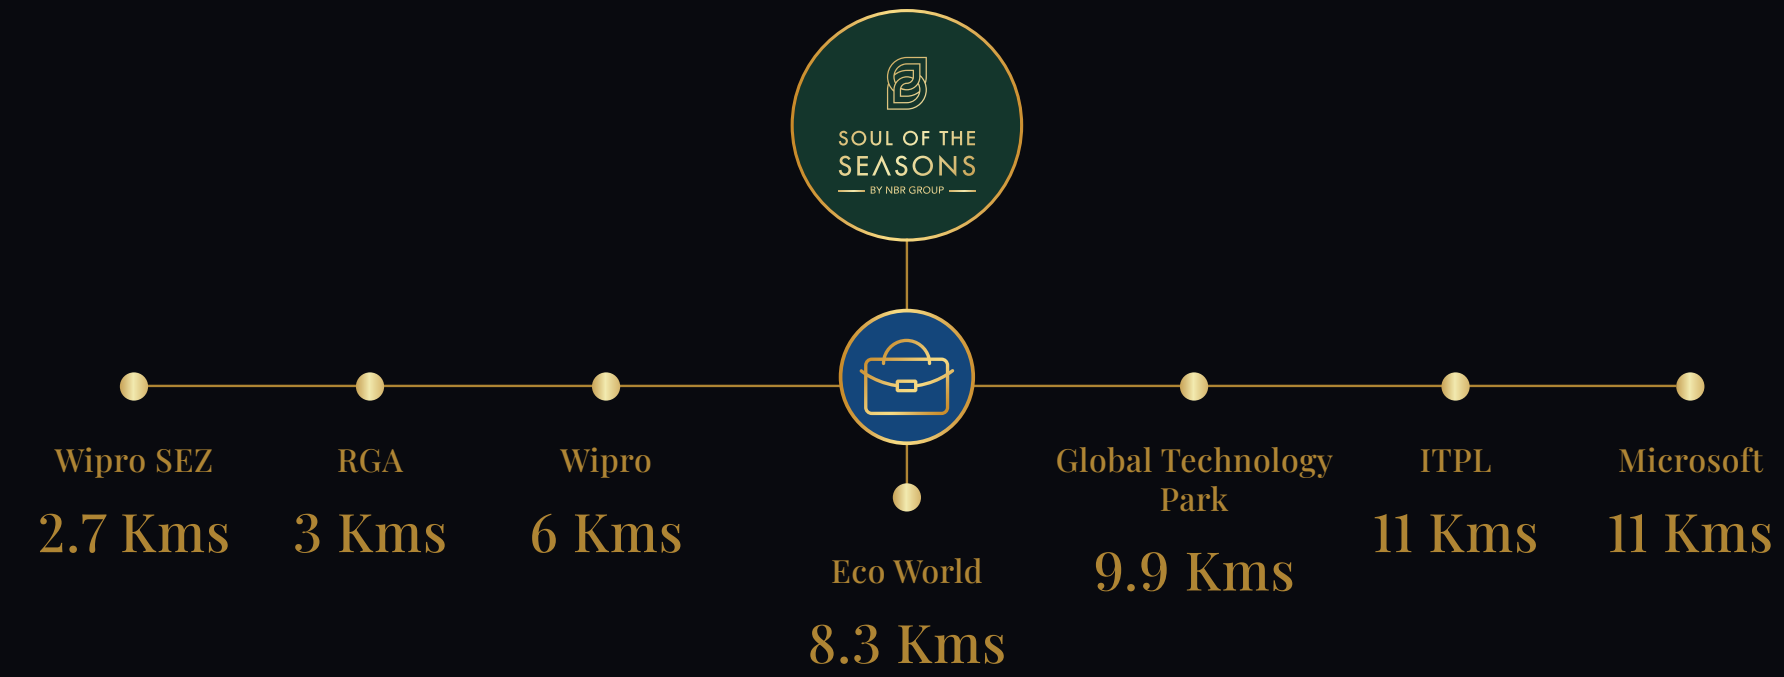 SOUL OF THE
SEASONS
BY NBR GROUP
Wipro SEZ
2.7 Kms
RGA
3 Kms
Wipro
6 Kms
Eco World
8.3 Kms
Global Technology
Park
9.9 Kms
ITPL
11 Kms
Microsoft
11 Kms